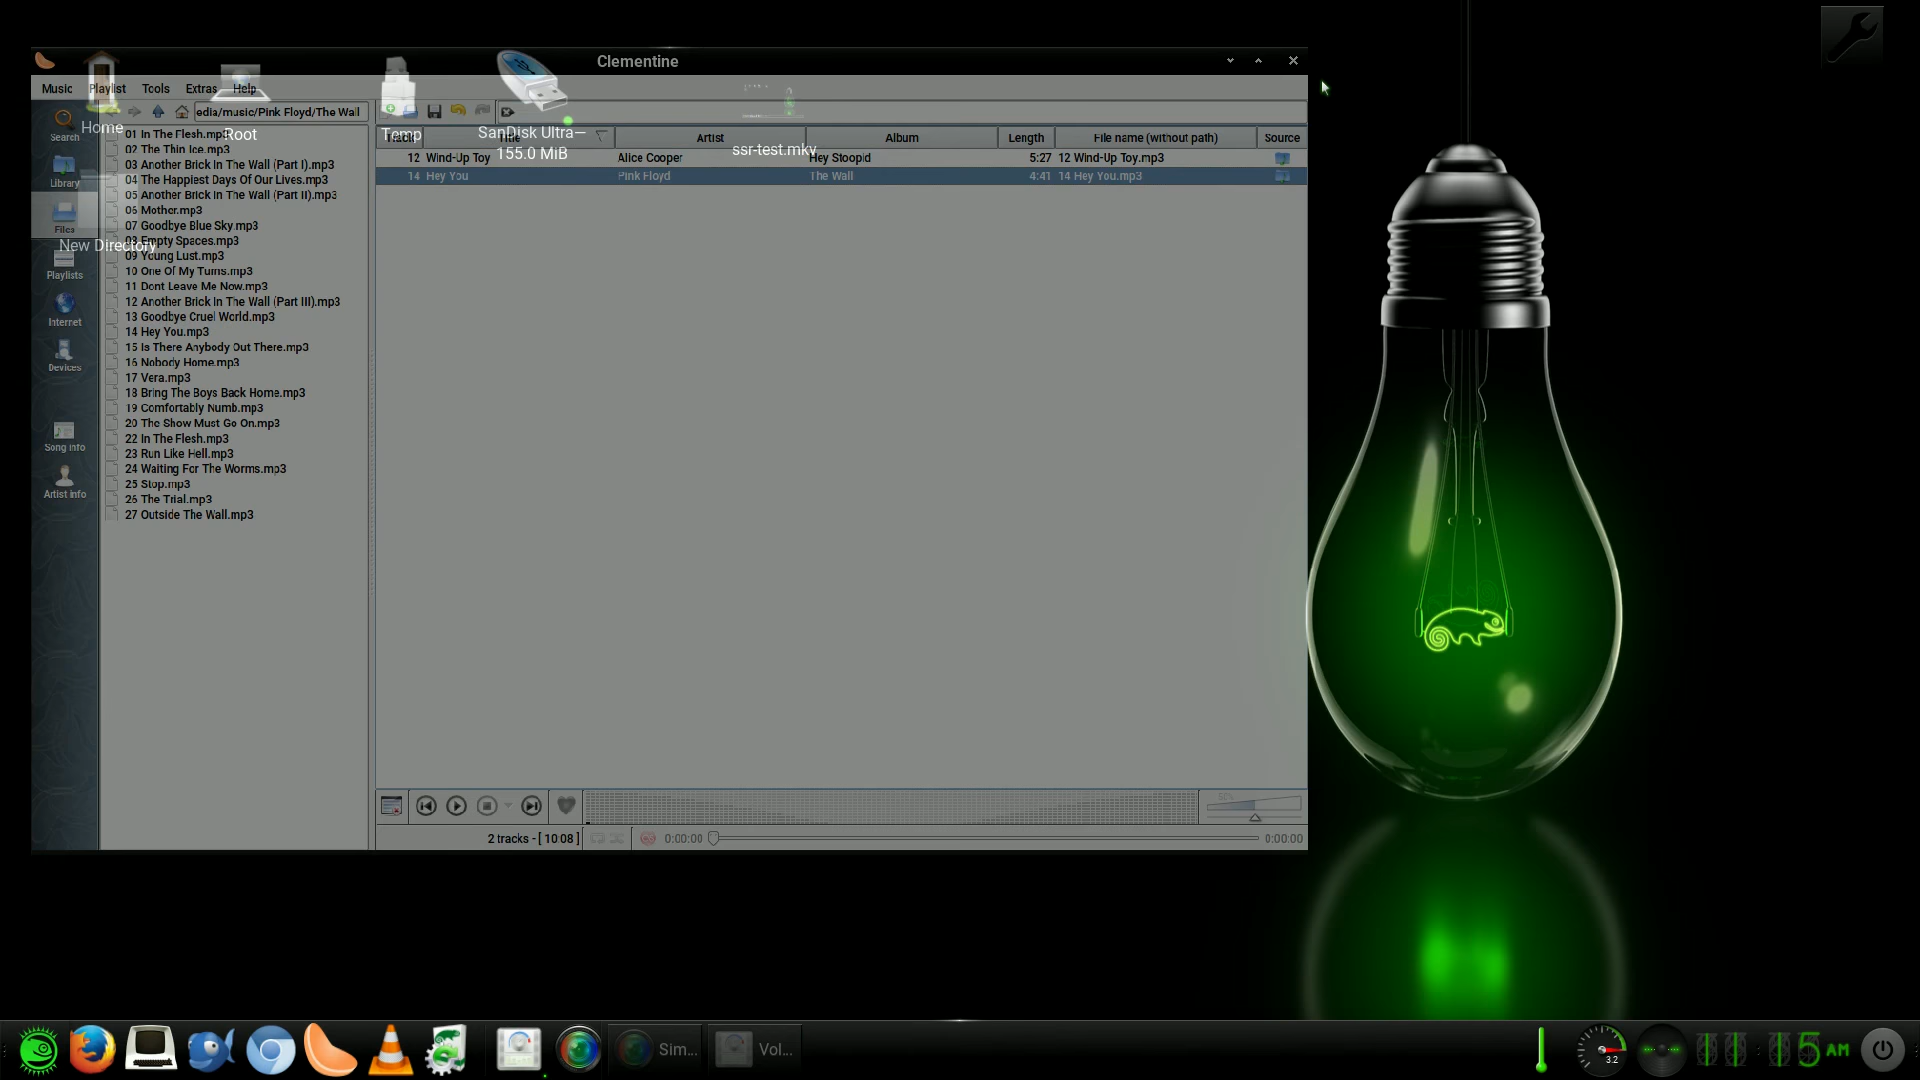 Clementine
Music Playlist Tools Extras Help
edia/music/Pink Floyd/The Wall
Home
Root
Temp
SanDisk Ultra—
155.0 MiB
ssr-test.mkv
New Directory
Search
Library
Files
Playlists
Internet
Devices
Song info
Artist info
01 In The Flesh.mp3
02 The Thin Ice.mp3
03 Another Brick In The Wall (Part I).mp3
04 The Happiest Days Of Our Lives.mp3
05 Another Brick In The Wall (Part II).mp3
06 Mother.mp3
07 Goodbye Blue Sky.mp3
08 Empty Spaces.mp3
09 Young Lust.mp3
10 One Of My Turns.mp3
11 Dont Leave Me Now.mp3
12 Another Brick In The Wall (Part III).mp3
13 Goodbye Cruel World.mp3
14 Hey You.mp3
15 Is There Anybody Out There.mp3
16 Nobody Home.mp3
17 Vera.mp3
18 Bring The Boys Back Home.mp3
19 Comfortably Numb.mp3
20 The Show Must Go On.mp3
22 In The Flesh.mp3
23 Run Like Hell.mp3
24 Waiting For The Worms.mp3
25 Stop.mp3
26 The Trial.mp3
27 Outside The Wall.mp3
Track Title Artist Album Length File name (without path) Source
12 Wind-Up Toy Alice Cooper Hey Stoopid 5:27 12 Wind-Up Toy.mp3
14 Hey You Pink Floyd The Wall 4:41 14 Hey You.mp3
50%
2 tracks - [ 10:08 ] 0:00:00 0:00:00
Sim... Vol... 3.2 11:15 AM